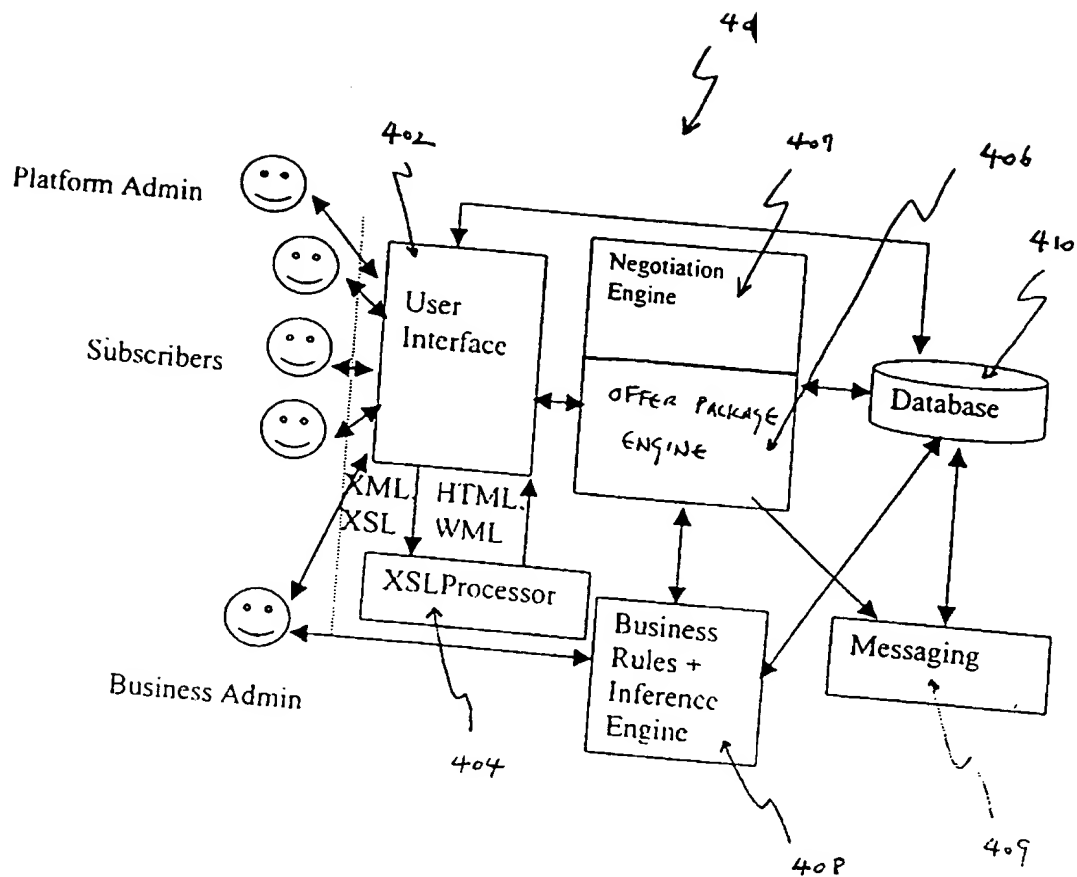 402
407
406
Platform Admin
410
Negotiation
Engine
User
Interface
Subscribers
OFFER PACKAGE
ENGINE
Database
XML, HTML,
XSL WML
XSLProcessor
Business
Rules +
Inference
Engine
Messaging
Business Admin
404
409
408